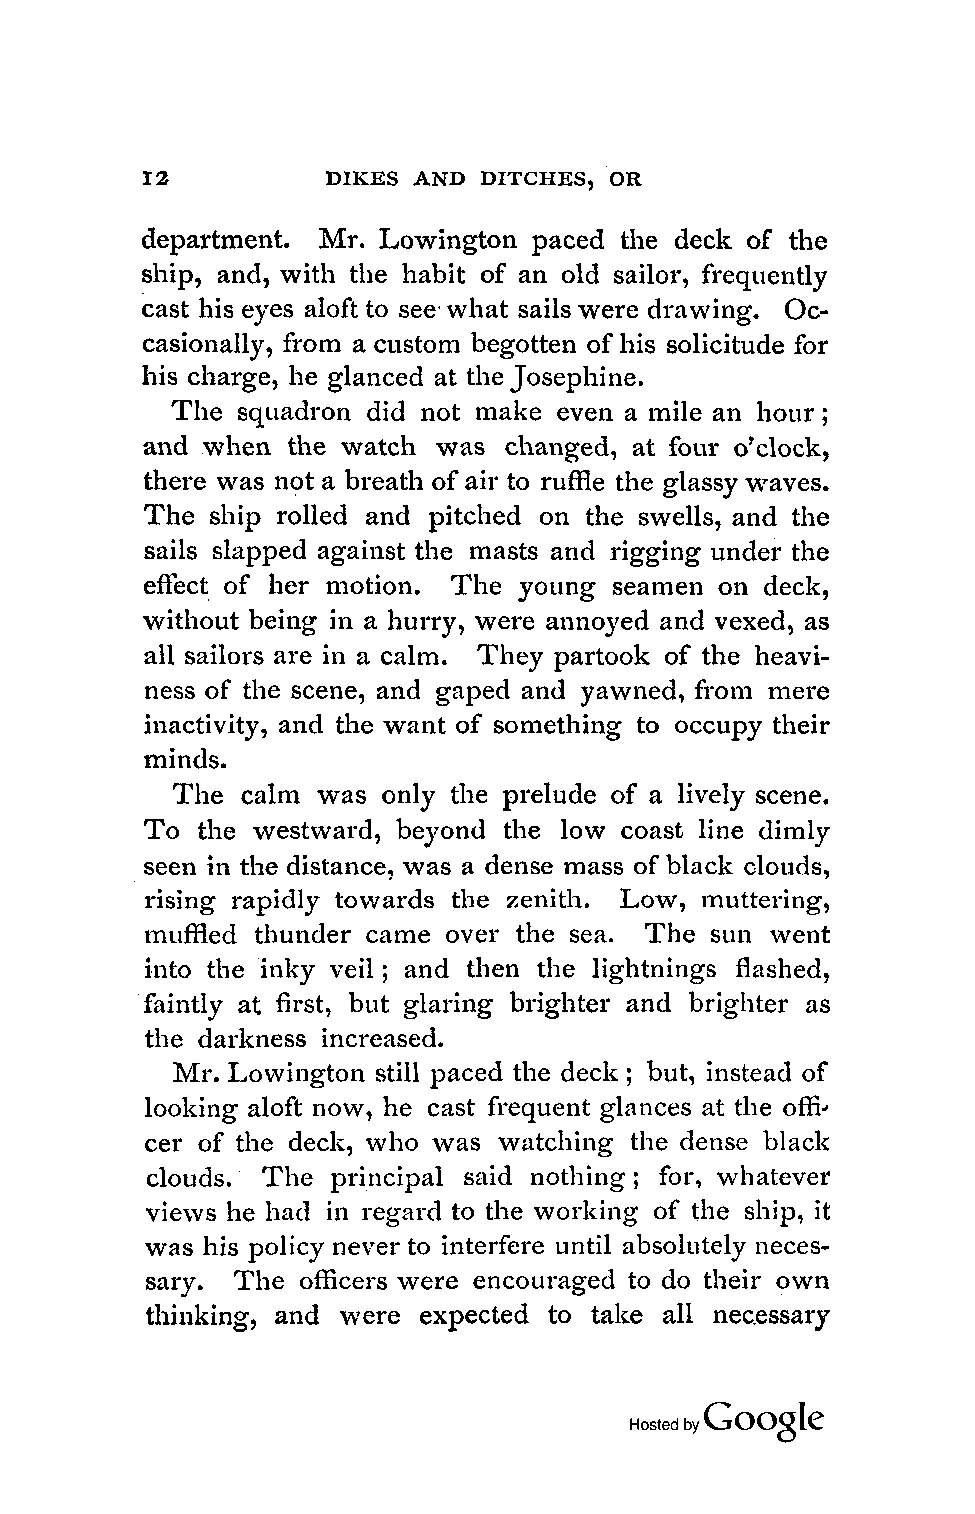 12 DIKES AND DITCHES, OR
department. Mr. Lowington paced the deck of the
ship, and, with the habit of an old sailor, frequently
cast his eyes aloft to see what sails were drawing. Oc-
casionally, from a custom begotten of his solicitude for
his charge, he glanced at the Josephine.
The squadron did not make even a mile an hour;
and when the watch was changed, at four o'clock,
there was not a breath of air to ruffle the glassy waves.
The ship rolled and pitched on the swells, and the
sails slapped against the masts and rigging under the
effect of her motion. The young seamen on deck,
without being in a hurry, were annoyed and vexed, as
all sailors are in a calm. They partook of the heavi-
ness of the scene, and gaped and yawned, from mere
inactivity, and the want of something to occupy their
minds.
The calm was only the prelude of a lively scene.
To the westward, beyond the low coast line dimly
seen in the distance, was a dense mass of black clouds,
rising rapidly towards the zenith. Low, muttering,
muffled thunder came over the sea. The sun went
into the inky veil; and then the lightnings flashed,
faintly at first, but glaring brighter and brighter as
the darkness increased.
Mr. Lowington still paced the deck; but, instead of
looking aloft now, he cast frequent glances at the offi-
cer of the deck, who was watching the dense black
clouds. The principal said nothing; for, whatever
views he had in regard to the working of the ship, it
was his policy never to interfere until absolutely neces-
sary. The officers were encouraged to do their own
thinking, and were expected to take all necessary
Hosted by Google